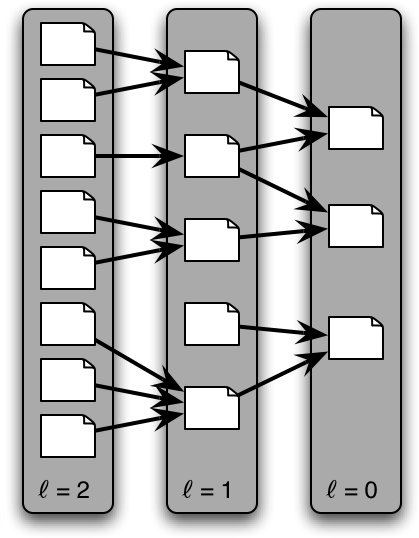 ℓ = 2
ℓ = 1
ℓ = 0